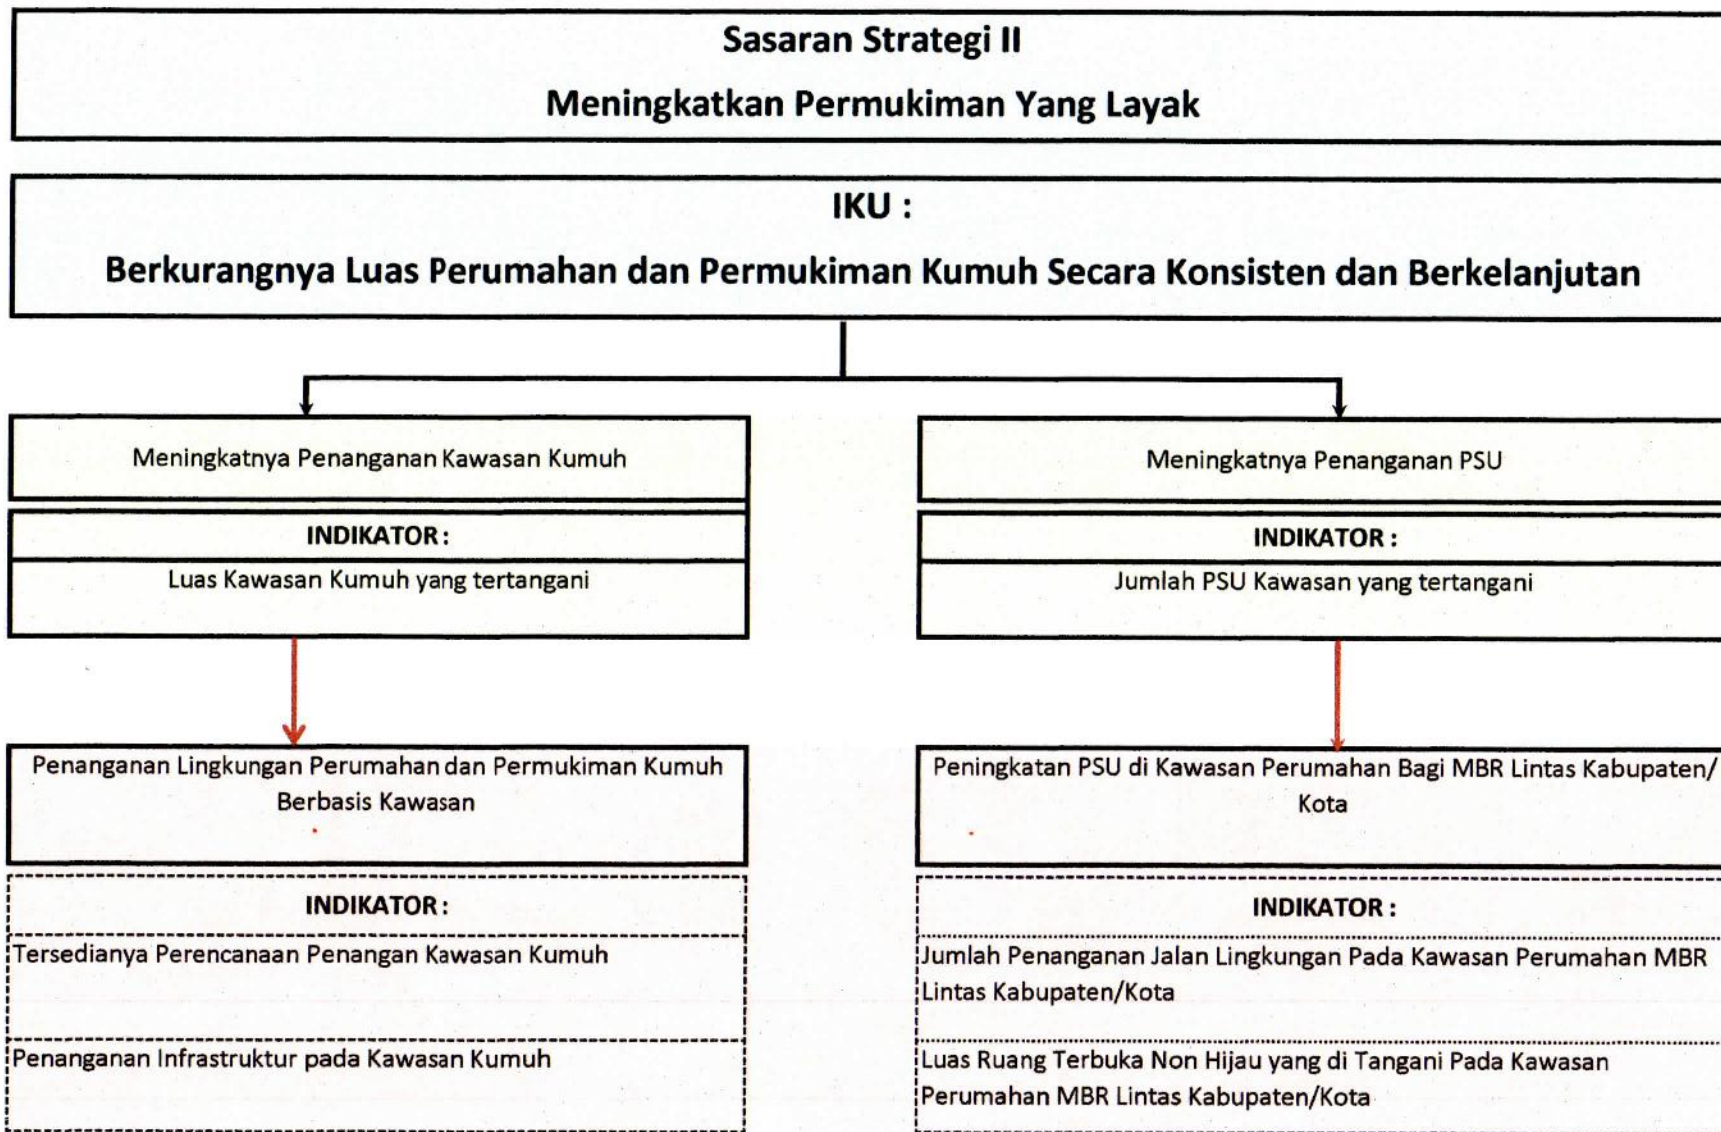 Sasaran Strategi II
Meningkatkan Permukiman Yang Layak
IKU :
Berkurangnya Luas Perumahan dan Permukiman Kumuh Secara Konsisten dan Berkelanjutan
Meningkatnya Penanganan Kawasan Kumuh
INDIKATOR :
Luas Kawasan Kumuh yang tertangani
Penanganan Lingkungan Perumahan dan Permukiman Kumuh
Berbasis Kawasan
INDIKATOR :
Tersedianya Perencanaan Penangan Kawasan Kumuh
Penanganan Infrastruktur pada Kawasan Kumuh
Meningkatnya Penanganan PSU
INDIKATOR :
Jumlah PSU Kawasan yang tertangani
Peningkatan PSU di Kawasan Perumahan Bagi MBR Lintas Kabupaten/
Kota
INDIKATOR :
Jumlah Penanganan Jalan Lingkungan Pada Kawasan Perumahan MBR
Lintas Kabupaten/Kota
Luas Ruang Terbuka Non Hijau yang di Tangani Pada Kawasan
Perumahan MBR Lintas Kabupaten/Kota